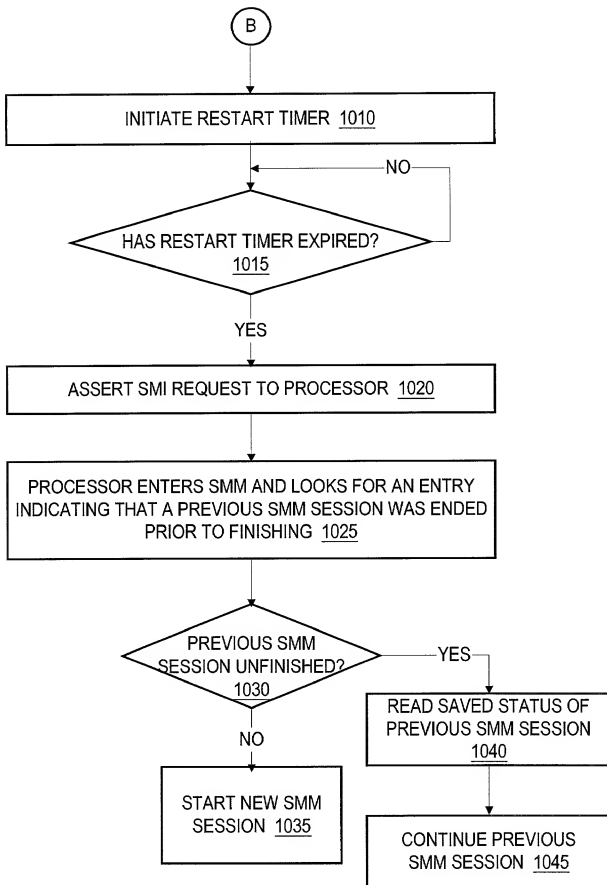 B
INITIATE RESTART TIMER 1010
NO
HAS RESTART TIMER EXPIRED?
1015
YES
ASSERT SMI REQUEST TO PROCESSOR 1020
PROCESSOR ENTERS SMM AND LOOKS FOR AN ENTRY
INDICATING THAT A PREVIOUS SMM SESSION WAS ENDED
PRIOR TO FINISHING 1025
PREVIOUS SMM
SESSION UNFINISHED?
1030
YES
NO
READ SAVED STATUS OF
PREVIOUS SMM SESSION
1040
START NEW SMM
SESSION 1035
CONTINUE PREVIOUS
SMM SESSION 1045